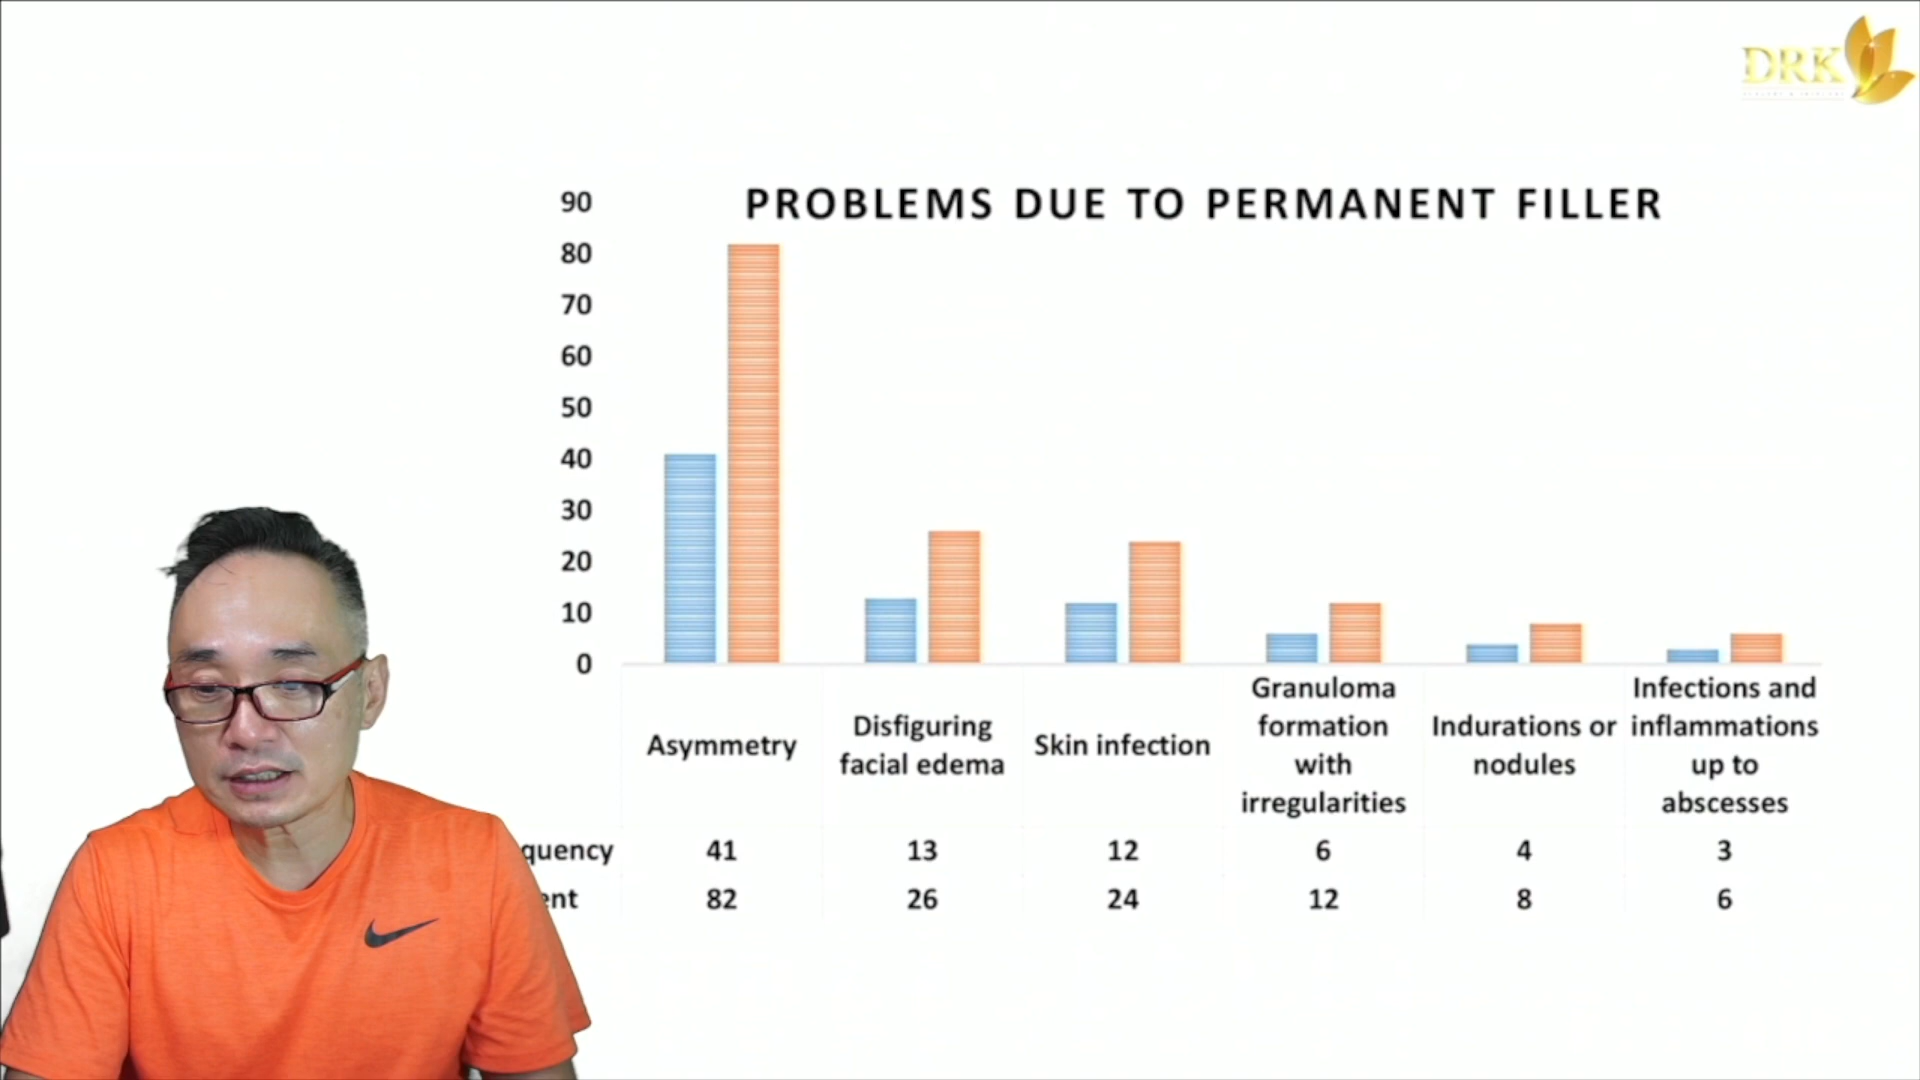 DRK
PROBLEMS DUE TO PERMANENT FILLER
90
80
70
60
50
40
30
20
10
0
Asymmetry
Disfiguring
facial edema
Skin infection
Granuloma
formation
with
irregularities
Indurations or
nodules
Infections and
inflammations
up to
abscesses
quency 41 13 12 6 4 3
ent 82 26 24 12 8 6